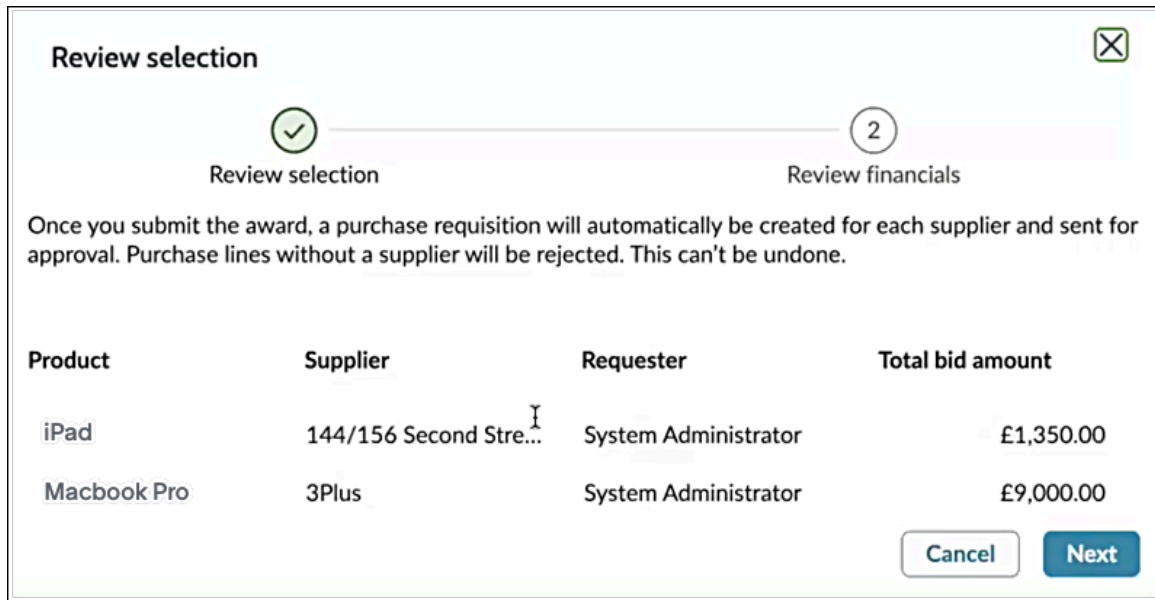 Review selection
2
Review selection
Review financials
Once you submit the award, a purchase requisition will automatically be created for each supplier and sent for
approval. Purchase lines without a supplier will be rejected. This can't be undone.
Product Supplier Requester Total bid amount
iPad 144/156 Second Stre... System Administrator £1,350.00
Macbook Pro 3Plus System Administrator £9,000.00
Cancel Next